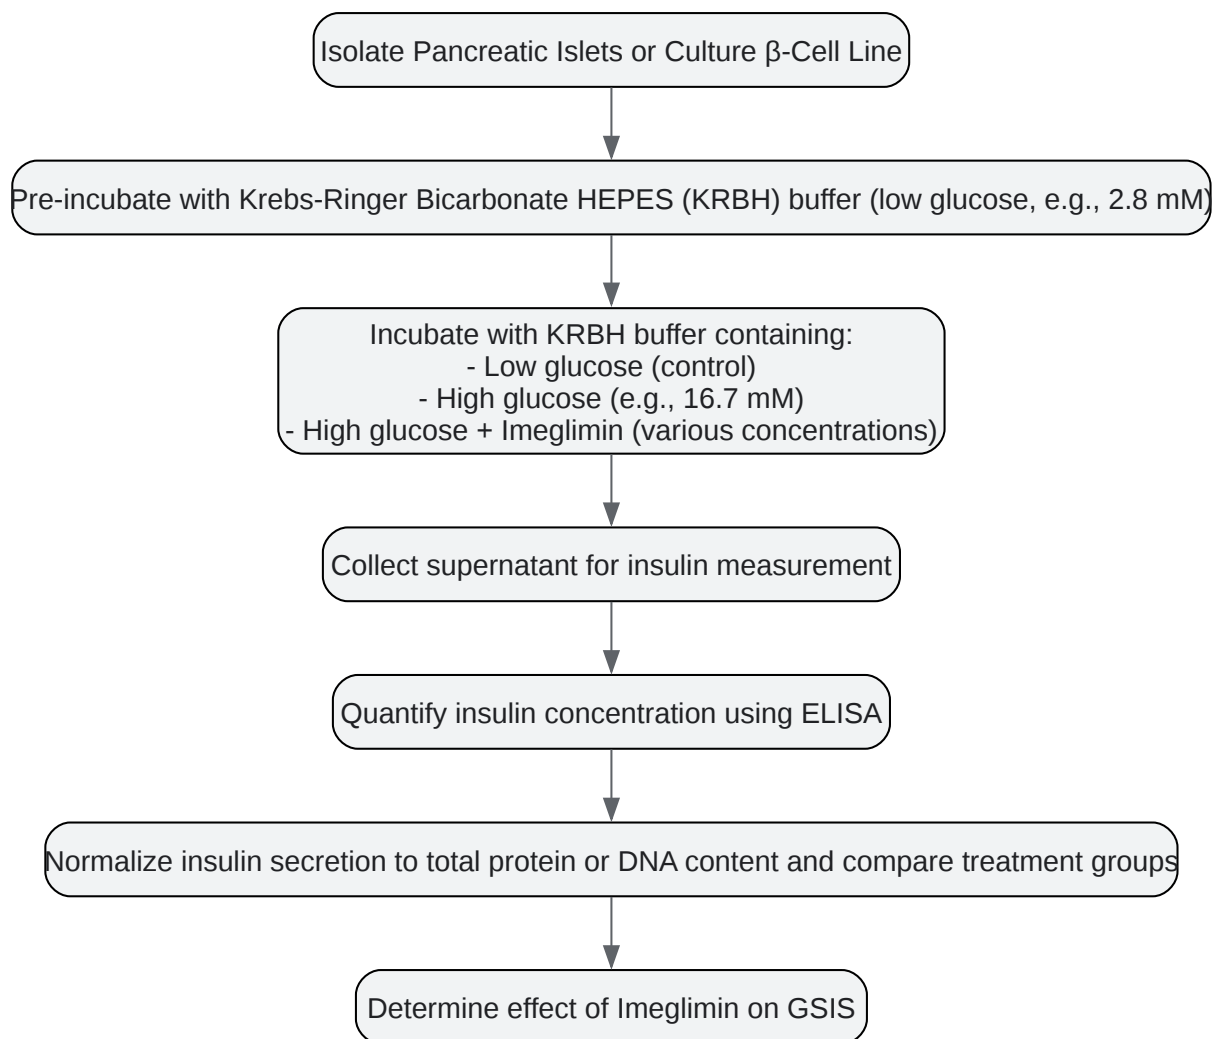 Isolate Pancreatic Islets or Culture β-Cell Line
Pre-incubate with Krebs-Ringer Bicarbonate HEPES (KRBH) buffer (low glucose, e.g., 2.8 mM)
Incubate with KRBH buffer containing:
- Low glucose (control)
- High glucose (e.g., 16.7 mM)
- High glucose + Imeglimin (various concentrations)
Collect supernatant for insulin measurement
Quantify insulin concentration using ELISA
Normalize insulin secretion to total protein or DNA content and compare treatment groups
Determine effect of Imeglimin on GSIS